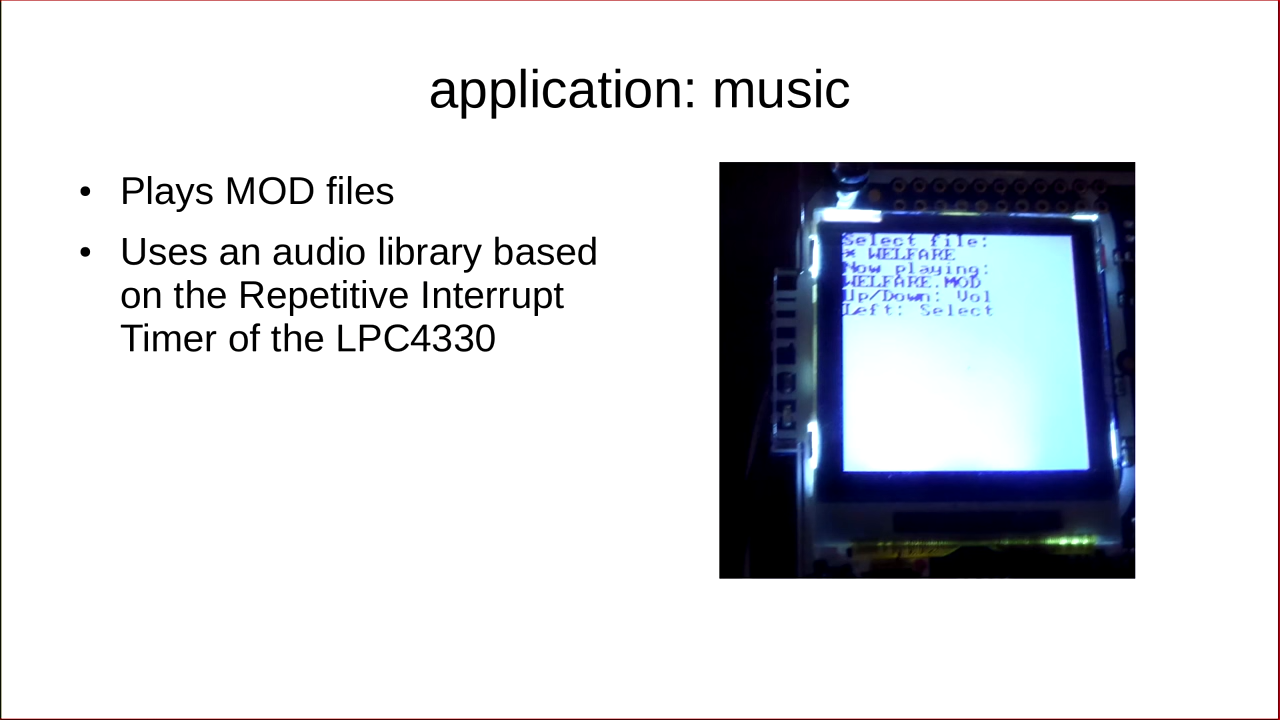 application: music
• Plays MOD files
• Uses an audio library based
on the Repetitive Interrupt
Timer of the LPC4330
Select file:
* WELFARE
Now playing:
WELFARE.MOD
Up/Down: Vol
Left: Select